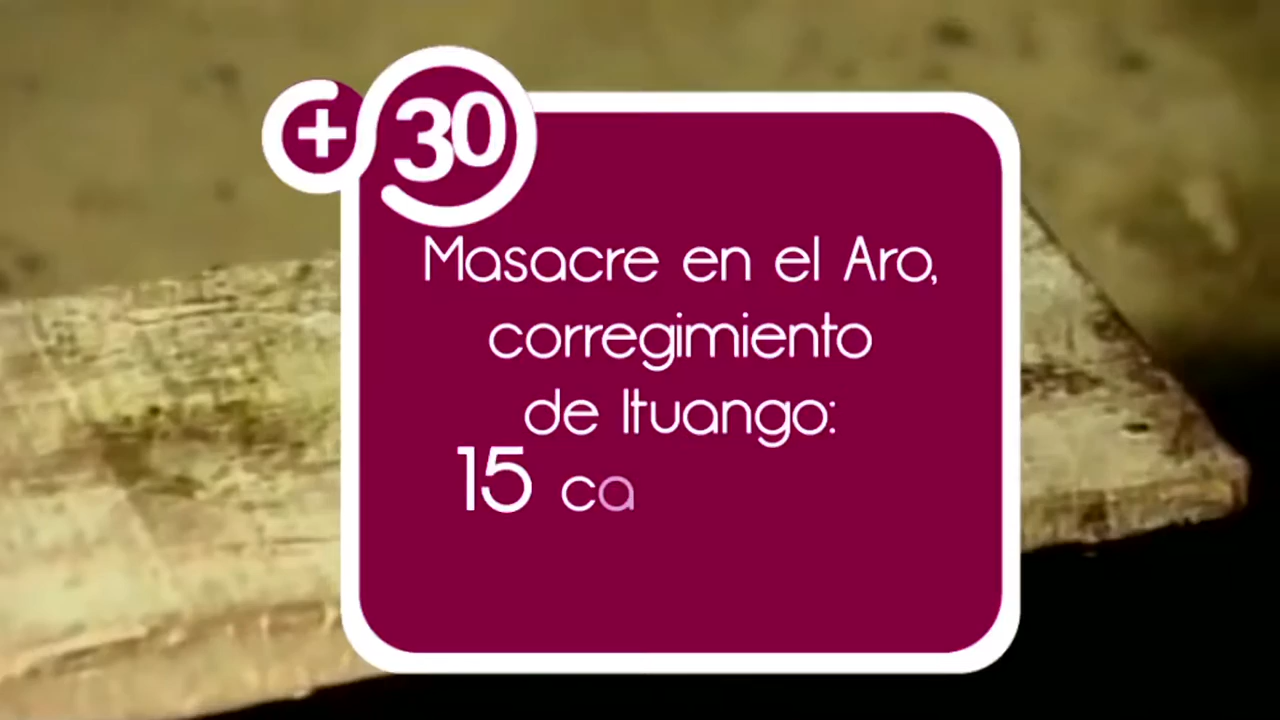 +30
Masacre en el Aro,
corregimiento
de Ituango:
15 ca